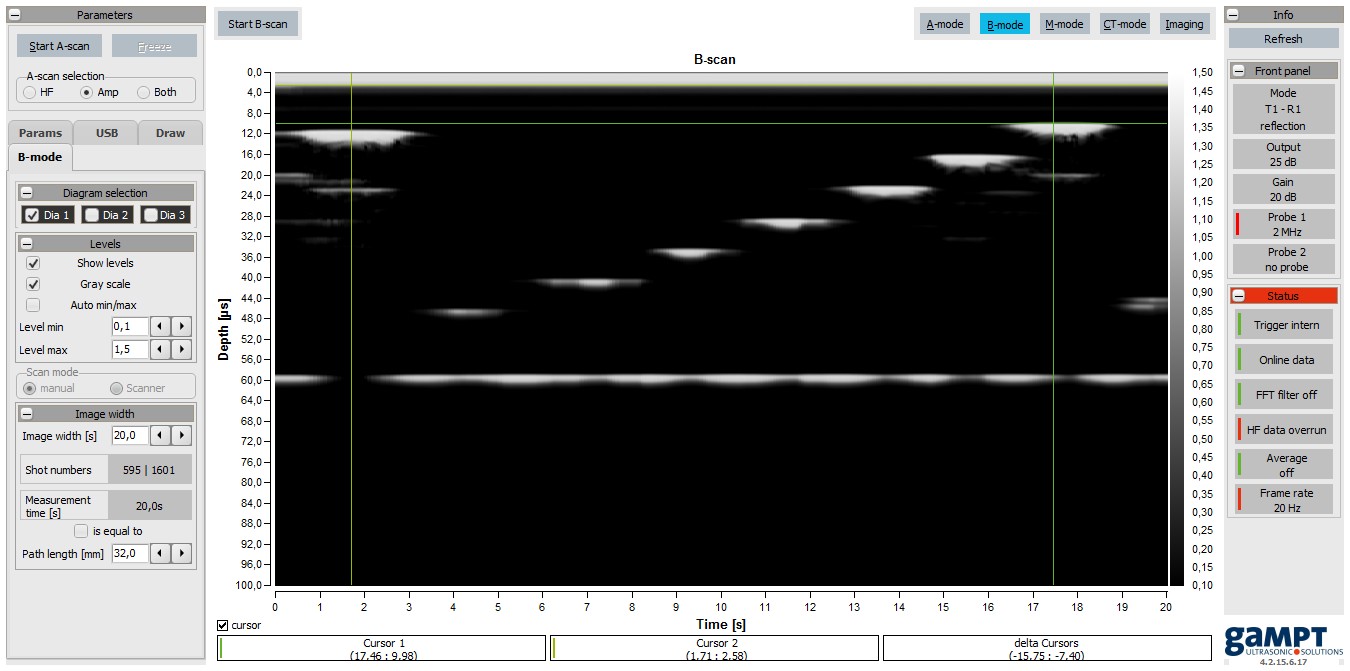 Parameters
Start A-scan
Freeze
A-scan selection
HF
Amp
Both
Params
USB
Draw
B-mode
Diagram selection
Dia 1
Dia 2
Dia 3
Levels
Show levels
Gray scale
Auto min/max
Level min
0,1
Level max
1,5
Scan mode
manual
Scanner
Image width
Image width [s]
20,0
Shot numbers
595 | 1601
Measurement
time [s]
20,0s
is equal to
Path length [mm]
32,0
Start B-scan
A-mode
B-mode
M-mode
CT-mode
Imaging
B-scan
Depth [µs]
0,0
4,0
8,0
12,0
16,0
20,0
24,0
28,0
32,0
36,0
40,0
44,0
48,0
52,0
56,0
60,0
64,0
68,0
72,0
76,0
80,0
84,0
88,0
92,0
96,0
100,0
0
1
2
3
4
5
6
7
8
9
10
11
12
13
14
15
16
17
18
19
20
Time [s]
1,50
1,45
1,40
1,35
1,30
1,25
1,20
1,15
1,10
1,05
1,00
0,95
0,90
0,85
0,80
0,75
0,70
0,65
0,60
0,55
0,50
0,45
0,40
0,35
0,30
0,25
0,20
0,15
0,10
cursor
Cursor 1
(17.46 ; 9.98)
Cursor 2
(1.71 ; 2.58)
delta Cursors
(-15.75 ; -7.40)
Info
Refresh
Front panel
Mode
T1 - R1
reflection
Output
25 dB
Gain
20 dB
Probe 1
2 MHz
Probe 2
no probe
Status
Trigger intern
Online data
FFT filter off
HF data overrun
Average
off
Frame rate
20 Hz
GAMPT
ULTRASONIC SOLUTIONS
4.2.15.6.17